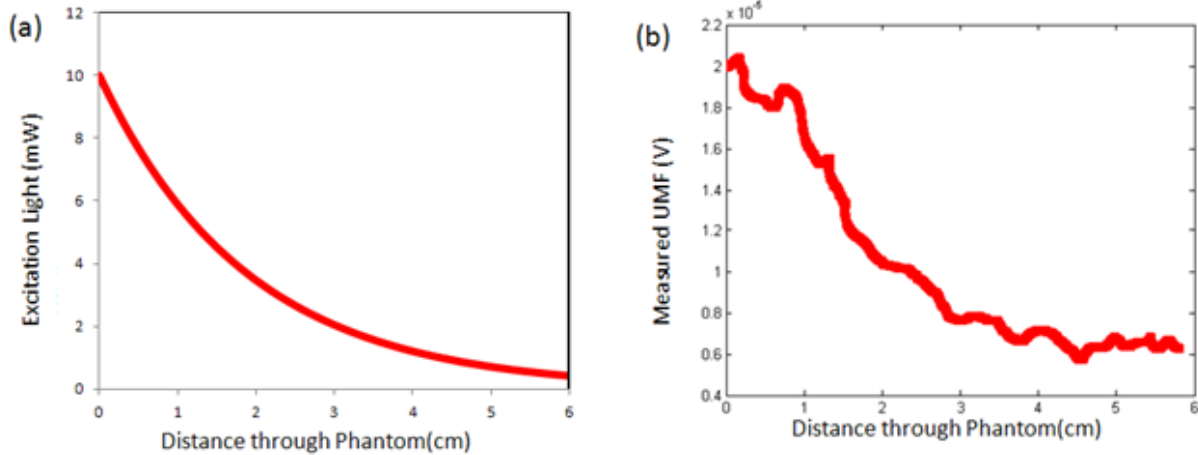 (a)
12
10
8
6
4
2
0
Excitation Light (mW)
0 1 2 3 4 5 6
Distance through Phantom(cm)
(b)
x 10⁻⁵
2.2
2
1.8
1.6
1.4
1.2
1
0.8
0.6
0.4
Measured UMF (V)
0 1 2 3 4 5 6
Distance through Phantom(cm)